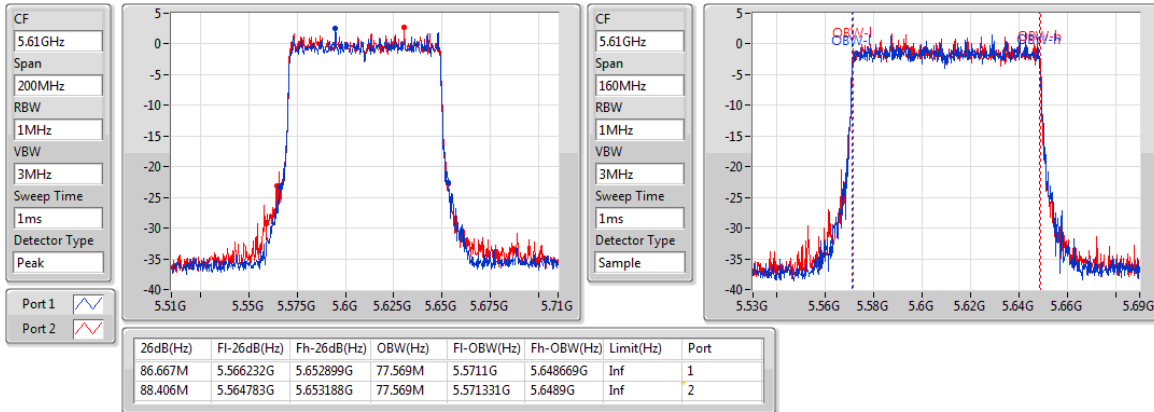 CF
5.61GHz
Span
200MHz
RBW
1MHz
VBW
3MHz
Sweep Time
1ms
Detector Type
Peak
Port 1
Port 2
5
0
-5
-10
-15
-20
-25
-30
-35
-40
5.51G 5.55G 5.575G 5.6G 5.625G 5.675G 5.71G
CF
5.61GHz
Span
160MHz
RBW
1MHz
VBW
3MHz
Sweep Time
1ms
Detector Type
Sample
OBW-l OBW-h
OBW-l OBW-h
5
0
-5
-10
-15
-20
-25
-30
-35
-40
5.53G 5.56G 5.58G 5.6G 5.62G 5.64G 5.66G 5.69G
26dB(Hz) Fl-26dB(Hz) Fh-26dB(Hz) OBW(Hz) Fl-OBW(Hz) Fh-OBW(Hz) Limit(Hz) Port
86.667M 5.566232G 5.652899G 77.569M 5.5711G 5.648669G Inf 1
88.406M 5.564783G 5.653188G 77.569M 5.571331G 5.6489G Inf 2